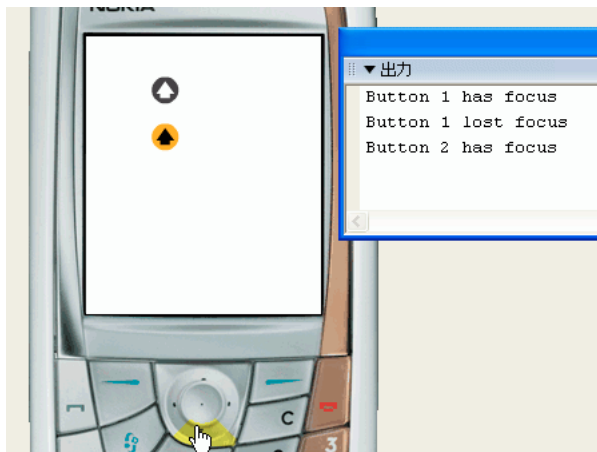 NOKIA
▼出力
Button 1 has focus
Button 1 lost focus
Button 2 has focus
C
3